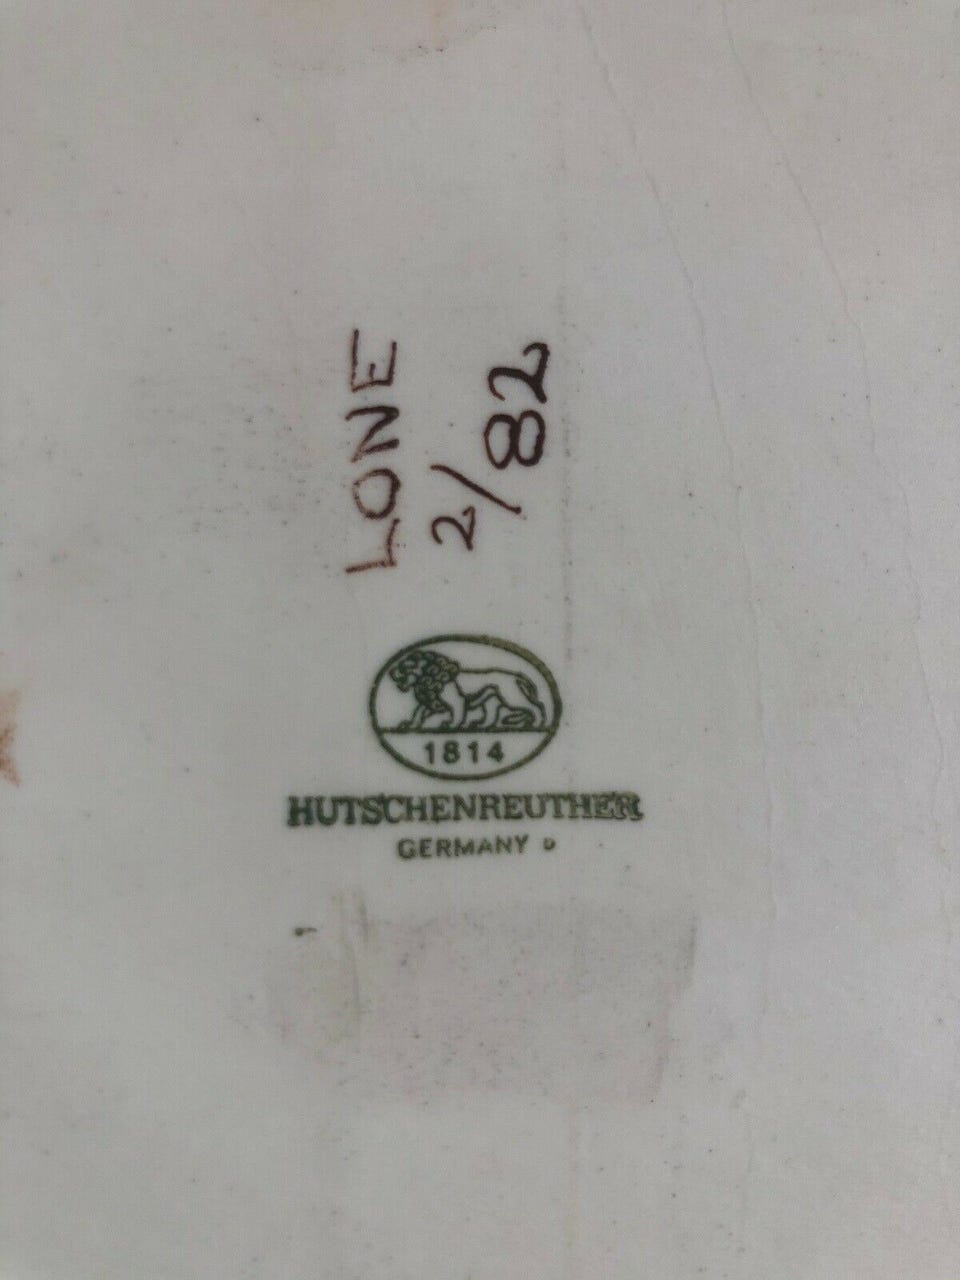 LONE
2/82
1814
HUTSCHENREUTHER
GERMANY D